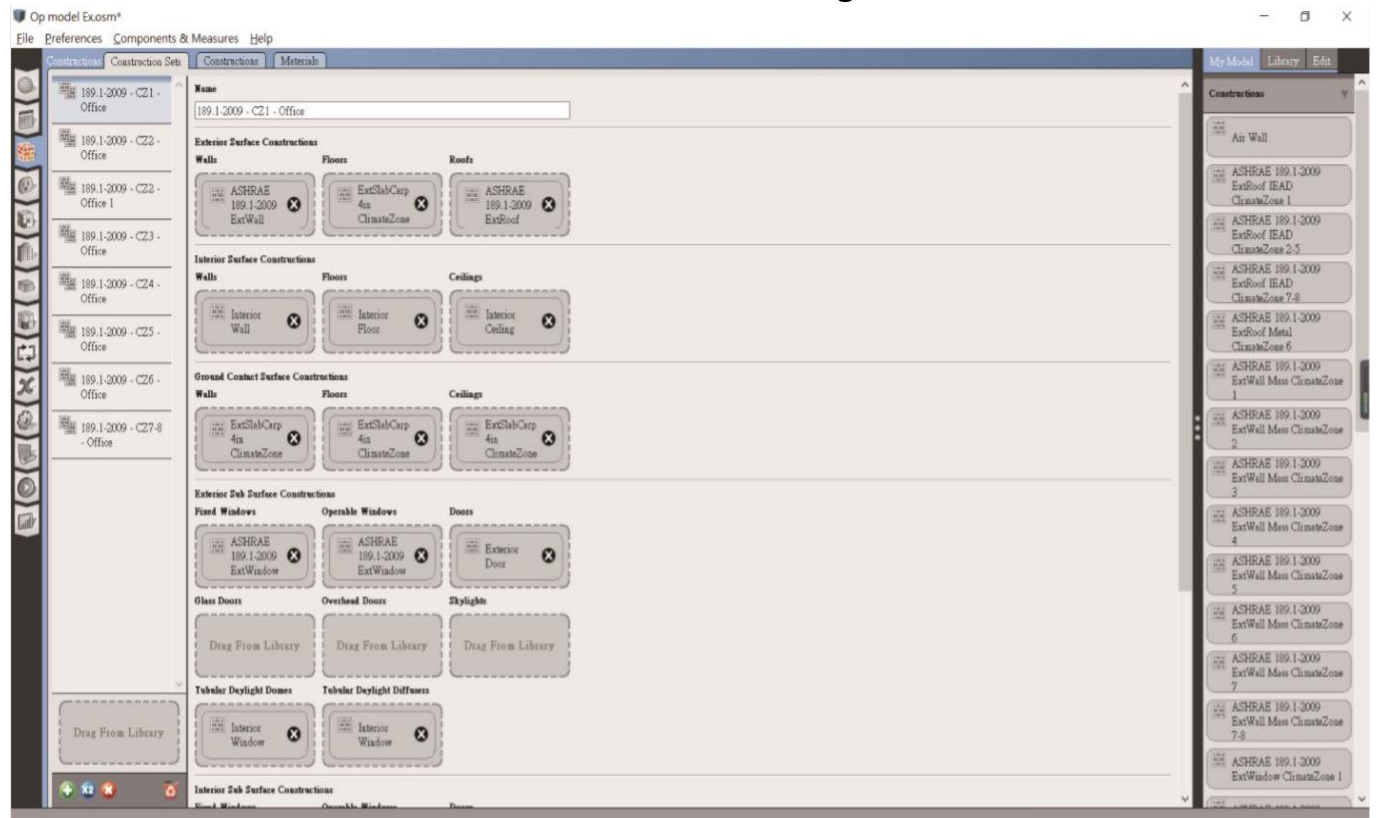 Op model Ex.osm*
File Preferences Components & Measures Help
Constructions Construction Sets Constructions Materials
My Model Library Edit
189.1-2009 - CZ1 -
Office
189.1-2009 - CZ2 -
Office
189.1-2009 - CZ2 -
Office 1
189.1-2009 - CZ3 -
Office
189.1-2009 - CZ4 -
Office
189.1-2009 - CZ5 -
Office
189.1-2009 - CZ6 -
Office
189.1-2009 - CZ7-8
- Office
Drag From Library
Name
189.1-2009 - CZ1 - Office
Exterior Surface Constructions
Walls Floors Roofs
ASHRAE
189.1-2009
ExtWall
ExtSlabCarp
4in
ClimateZone
ASHRAE
189.1-2009
ExtRoof
Interior Surface Constructions
Walls Floors Ceilings
Interior
Wall
Interior
Floor
Interior
Ceiling
Ground Contact Surface Constructions
Walls Floors Ceilings
ExtSlabCarp
4in
ClimateZone
ExtSlabCarp
4in
ClimateZone
ExtSlabCarp
4in
ClimateZone
Exterior Sub Surface Constructions
Fixed Windows Operable Windows Doors
ASHRAE
189.1-2009
ExtWindow
ASHRAE
189.1-2009
ExtWindow
Exterior
Door
Glass Doors Overhead Doors Skylights
Drag From Library Drag From Library Drag From Library
Tubular Daylight Domes Tubular Daylight Diffusers
Interior
Window
Interior
Window
Interior Sub Surface Constructions
Fixed Windows Operable Windows Doors
Constructions
Air Wall
ASHRAE 189.1-2009
ExtRoof IEAD
ClimateZone 1
ASHRAE 189.1-2009
ExtRoof IEAD
ClimateZone 2-5
ASHRAE 189.1-2009
ExtRoof IEAD
ClimateZone 7-8
ASHRAE 189.1-2009
ExtRoof Metal
ClimateZone 6
ASHRAE 189.1-2009
ExtWall Mass ClimateZone
1
ASHRAE 189.1-2009
ExtWall Mass ClimateZone
2
ASHRAE 189.1-2009
ExtWall Mass ClimateZone
3
ASHRAE 189.1-2009
ExtWall Mass ClimateZone
4
ASHRAE 189.1-2009
ExtWall Mass ClimateZone
5
ASHRAE 189.1-2009
ExtWall Mass ClimateZone
6
ASHRAE 189.1-2009
ExtWall Mass ClimateZone
7
ASHRAE 189.1-2009
ExtWall Mass ClimateZone
7-8
ASHRAE 189.1-2009
ExtWindow ClimateZone 1